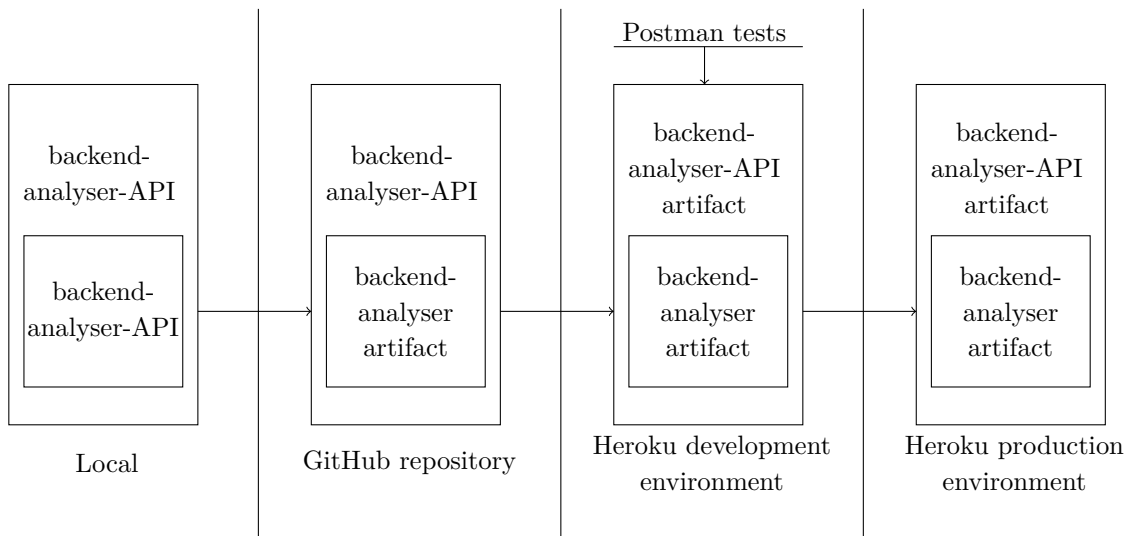 Postman tests
backend-
analyser-API
backend-
analyser-API
Local
backend-
analyser-API
backend-
analyser
artifact
GitHub repository
backend-
analyser-API
artifact
backend-
analyser
artifact
Heroku development
environment
backend-
analyser-API
artifact
backend-
analyser
artifact
Heroku production
environment